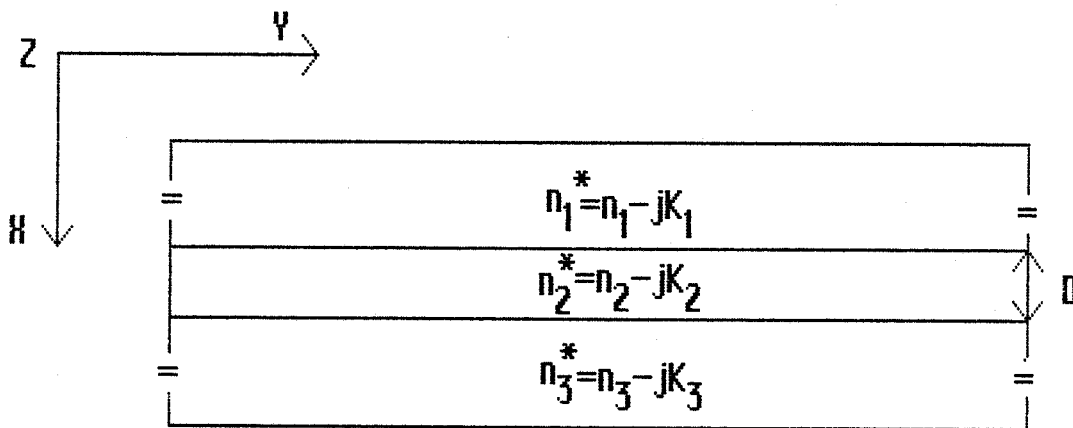 Y
Z
n₁*=n₁-jK₁
X
n₂*=n₂-jK₂
D
n₃*=n₃-jK₃